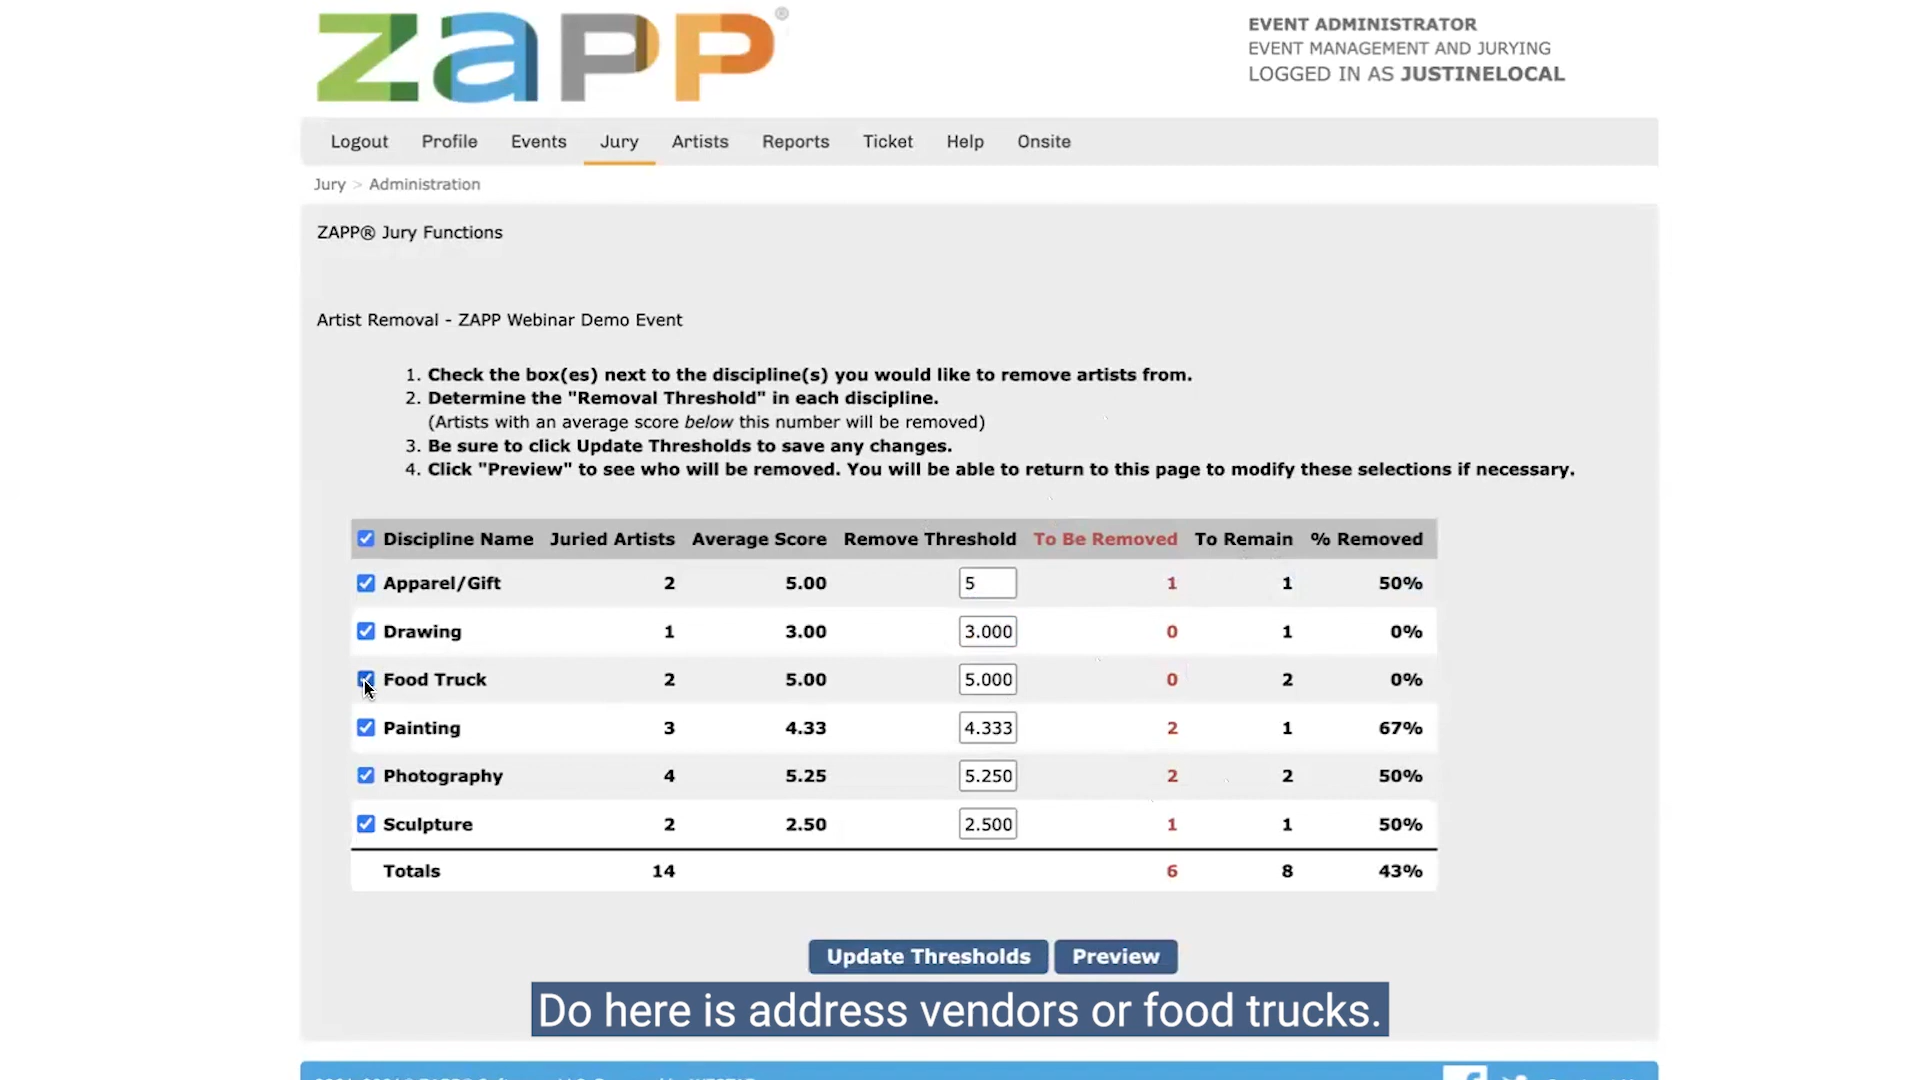 zapp®
EVENT ADMINISTRATOR
EVENT MANAGEMENT AND JURYING
LOGGED IN AS JUSTINELOCAL
Logout Profile Events Jury Artists Reports Ticket Help Onsite
Jury > Administration
ZAPP® Jury Functions
Artist Removal - ZAPP Webinar Demo Event
1. Check the box(es) next to the discipline(s) you would like to remove artists from.
2. Determine the "Removal Threshold" in each discipline.
(Artists with an average score below this number will be removed)
3. Be sure to click Update Thresholds to save any changes.
4. Click "Preview" to see who will be removed. You will be able to return to this page to modify these selections if necessary.
Discipline Name Juried Artists Average Score Remove Threshold To Be Removed To Remain % Removed
Apparel/Gift 2 5.00 5 1 1 50%
Drawing 1 3.00 3.000 0 1 0%
Food Truck 2 5.00 5.000 0 2 0%
Painting 3 4.33 4.333 2 1 67%
Photography 4 5.25 5.250 2 2 50%
Sculpture 2 2.50 2.500 1 1 50%
Totals 14 6 8 43%
Update Thresholds Preview
Do here is address vendors or food trucks.